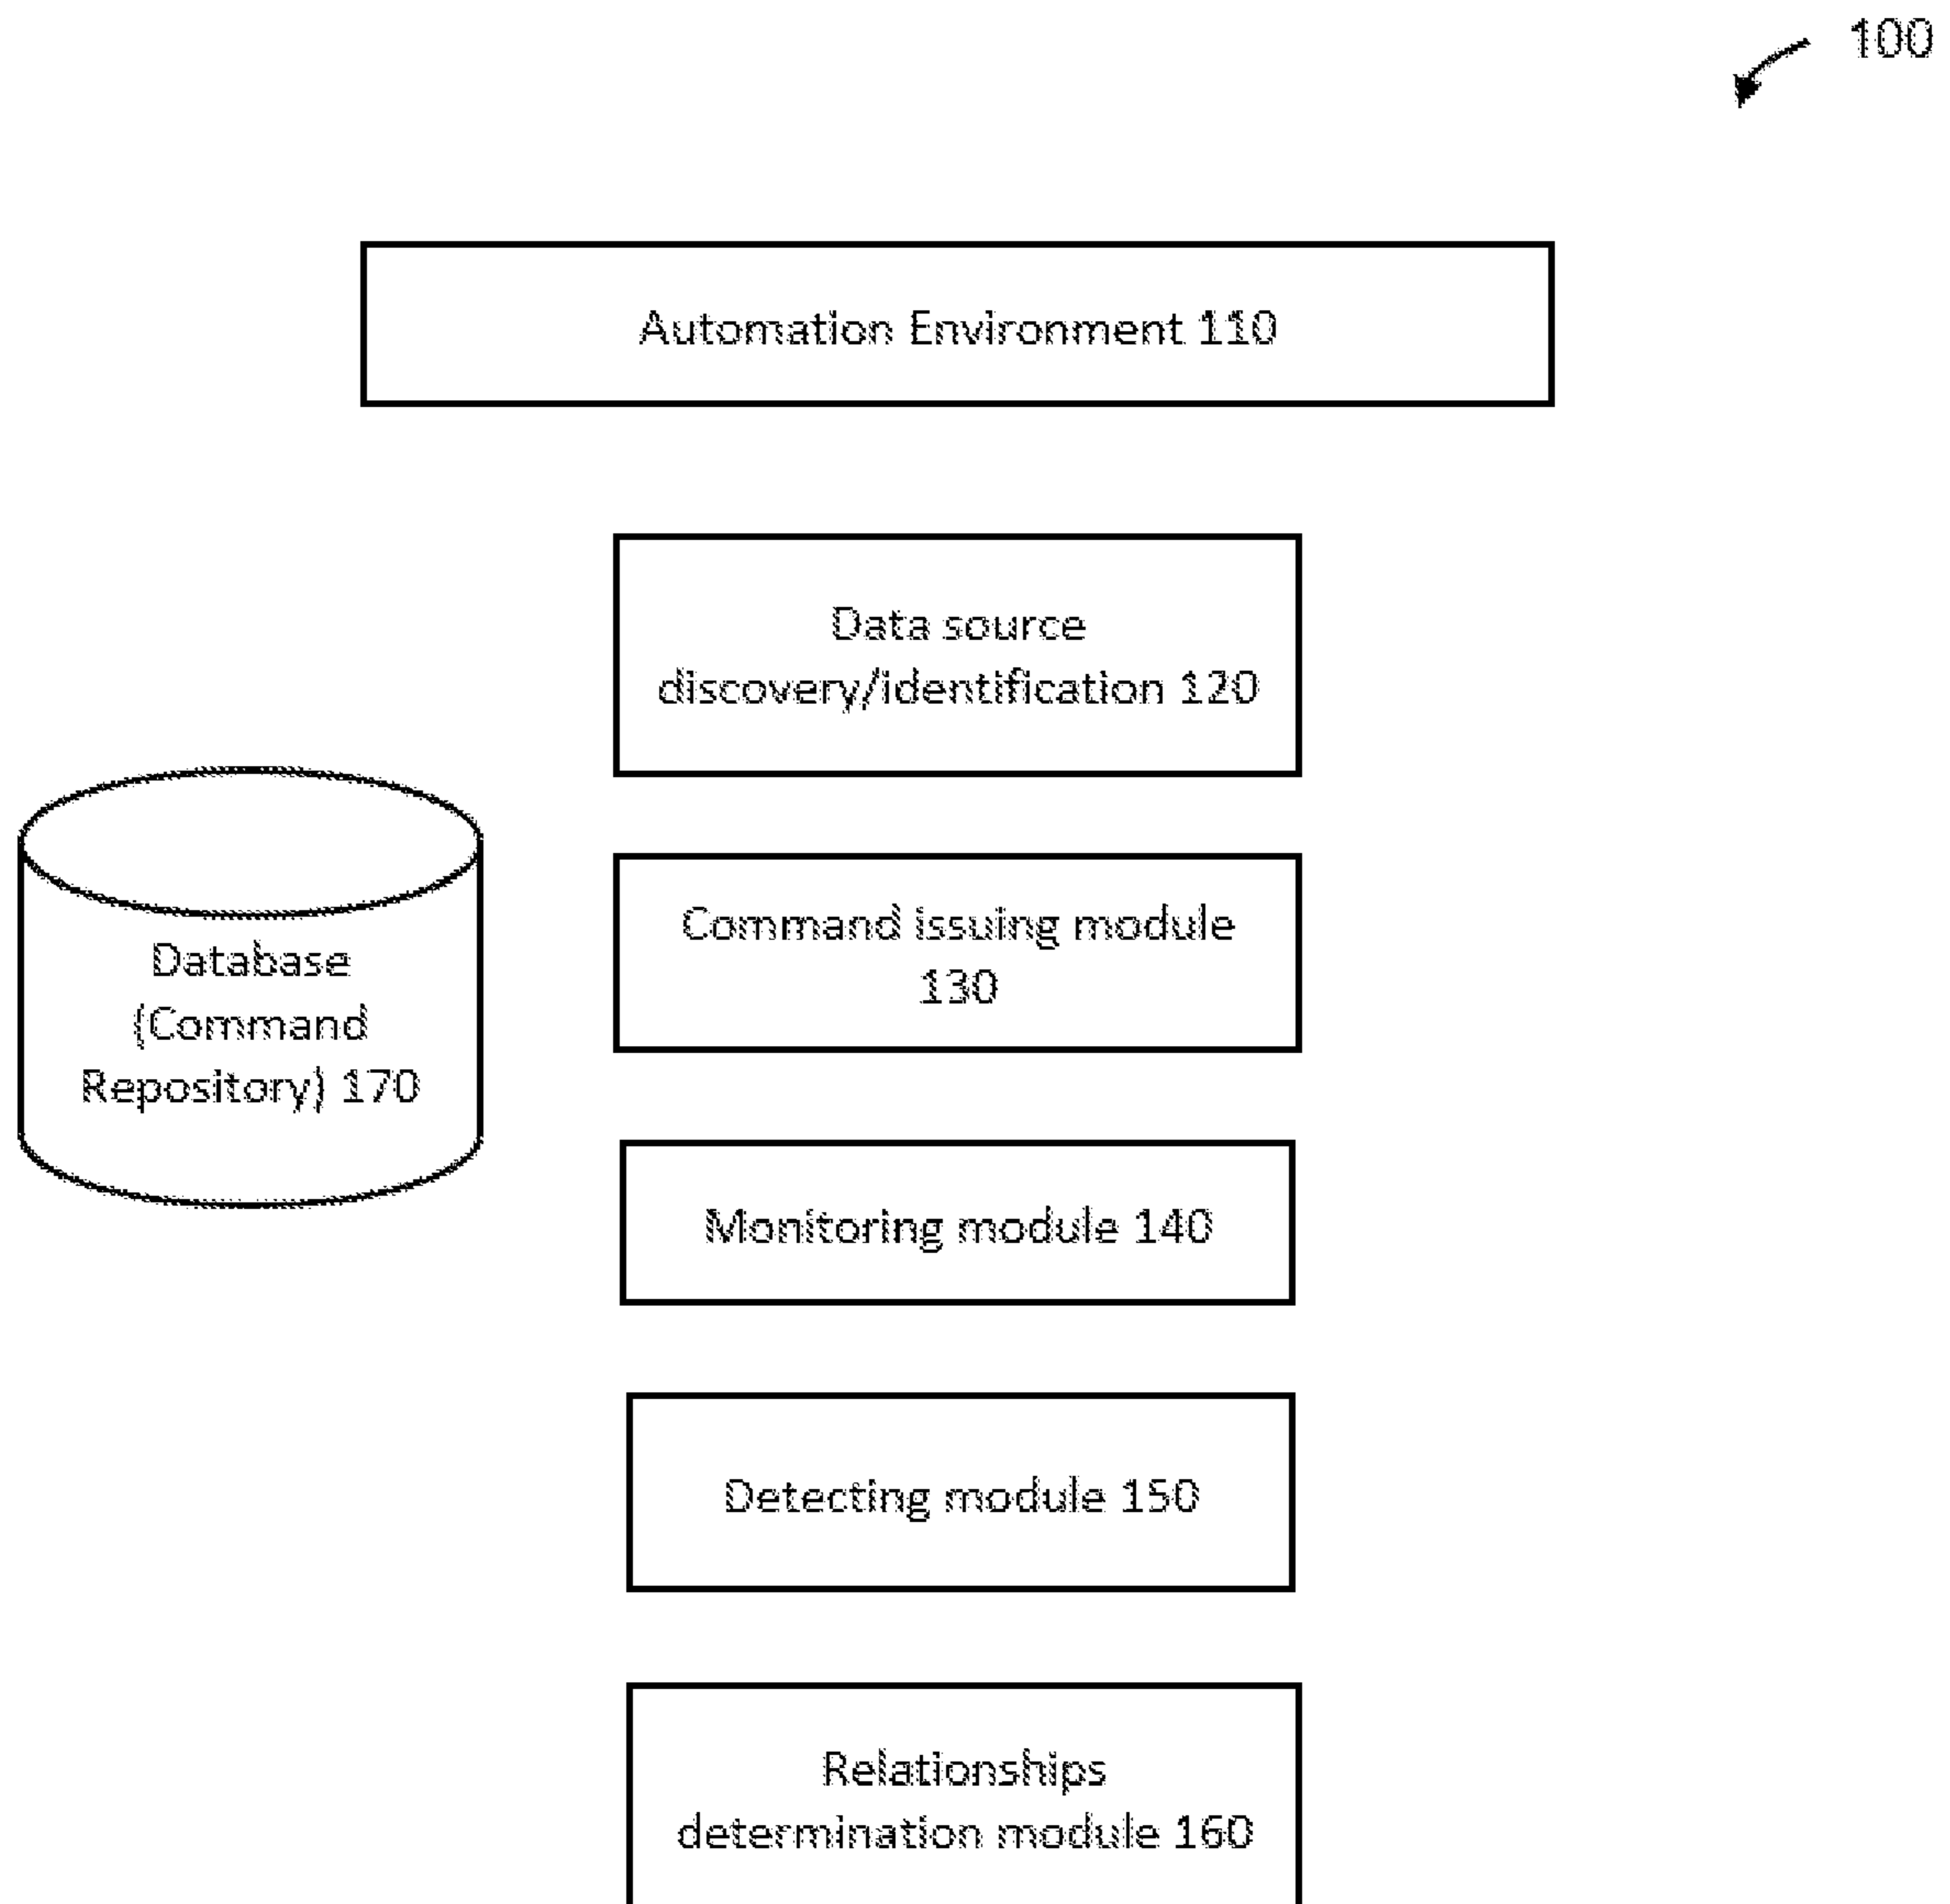 100
Automation Environment 110
Data source
discovery/identification 120
Command issuing module
130
Database
(Command
Repository) 170
Monitoring module 140
Detecting module 150
Relationships
determination module 160